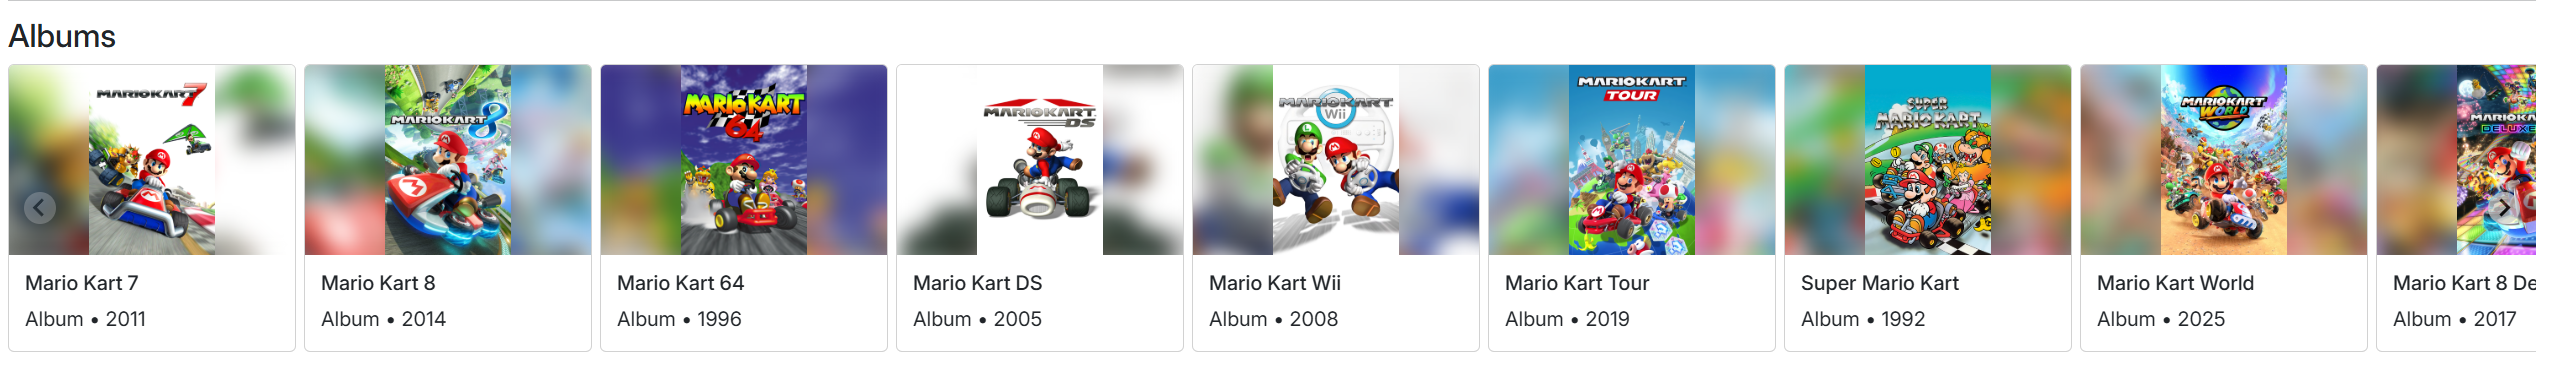 Albums
MARIOKART 7
Mario Kart 7
Album • 2011
MARIOKART 8
Mario Kart 8
Album • 2014
MARIO KART 64
Mario Kart 64
Album • 1996
MARIOKART DS
Mario Kart DS
Album • 2005
MARIOKART Wii
Mario Kart Wii
Album • 2008
MARIOKART TOUR
Mario Kart Tour
Album • 2019
SUPER MARIO KART
Super Mario Kart
Album • 1992
MARIOKART WORLD
Mario Kart World
Album • 2025
MARIOK
DELUXE
Mario Kart 8 De
Album • 2017